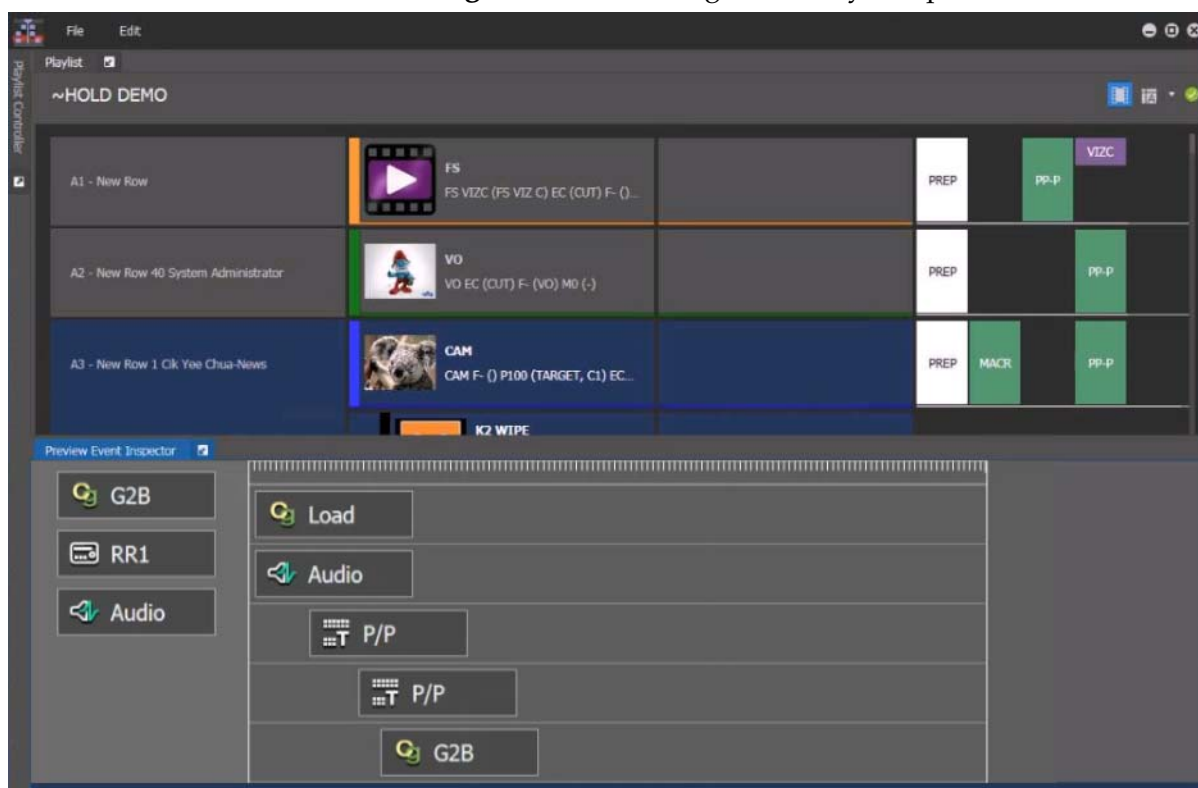 File Edit
Playlist
Playlist Controller
~HOLD DEMO
A1 - New Row
FS
FS VIZC (FS VIZ C) EC (CUT) F- ()...
PREP
PP-P
VIZC
A2 - New Row 40 System Administrator
VO
VO EC (CUT) F- (VO) M0 (-)
PREP
PP-P
A3 - New Row 1 Cik Yee Chua-News
CAM
CAM F- () P100 (TARGET, C1) EC...
PREP
MACR
PP-P
K2 WIPE
Preview Event Inspector
G2B
RR1
Audio
Load
Audio
P/P
P/P
G2B